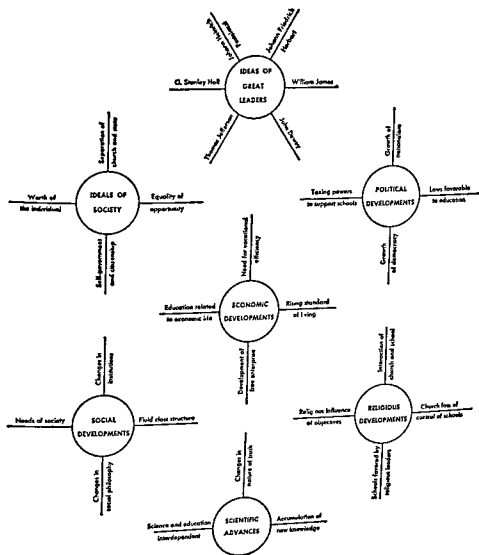 Johann Heinrich
Pestalozzi
Johann Friedrich
Herbart
G. Stanley Hall
IDEAS OF
GREAT
LEADERS
William James
Thomas Jefferson
John Dewey
Separation of
church and state
Worth of
the individual
IDEALS OF
SOCIETY
Equality of
opportunity
Self-government
and citizenship
Growth of
nationalism
Taxing powers
to support schools
POLITICAL
DEVELOPMENTS
Laws favorable
to education
Growth
of democracy
Need for vocational
efficiency
Education related
to economic life
ECONOMIC
DEVELOPMENTS
Rising standard
of living
Development of
free enterprise
Changes in
institutions
Needs of society
SOCIAL
DEVELOPMENTS
Fluid class structure
Changes in
social philosophy
Interaction of
church and school
Religious influence
of objectives
RELIGIOUS
DEVELOPMENTS
Church loss of
control of schools
Schools favored by
religious leaders
Changes in
nature of truth
Science and education
interdependent
SCIENTIFIC
ADVANCES
Accumulation of
new knowledge